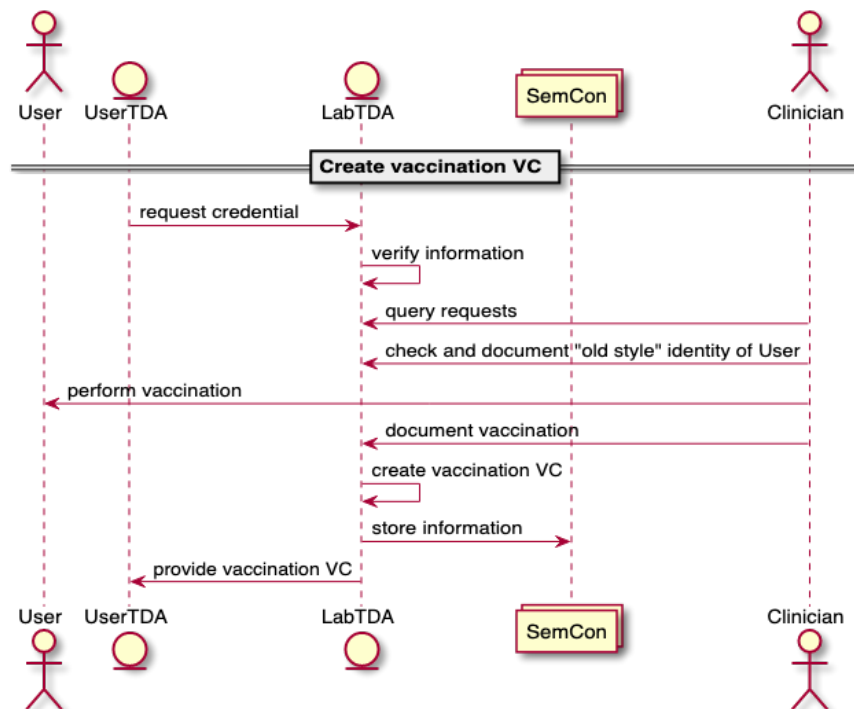 User UserTDA LabTDA SemCon Clinician
Create vaccination VC
request credential
verify information
query requests
check and document "old style" identity of User
perform vaccination
document vaccination
create vaccination VC
store information
provide vaccination VC
User UserTDA LabTDA SemCon Clinician